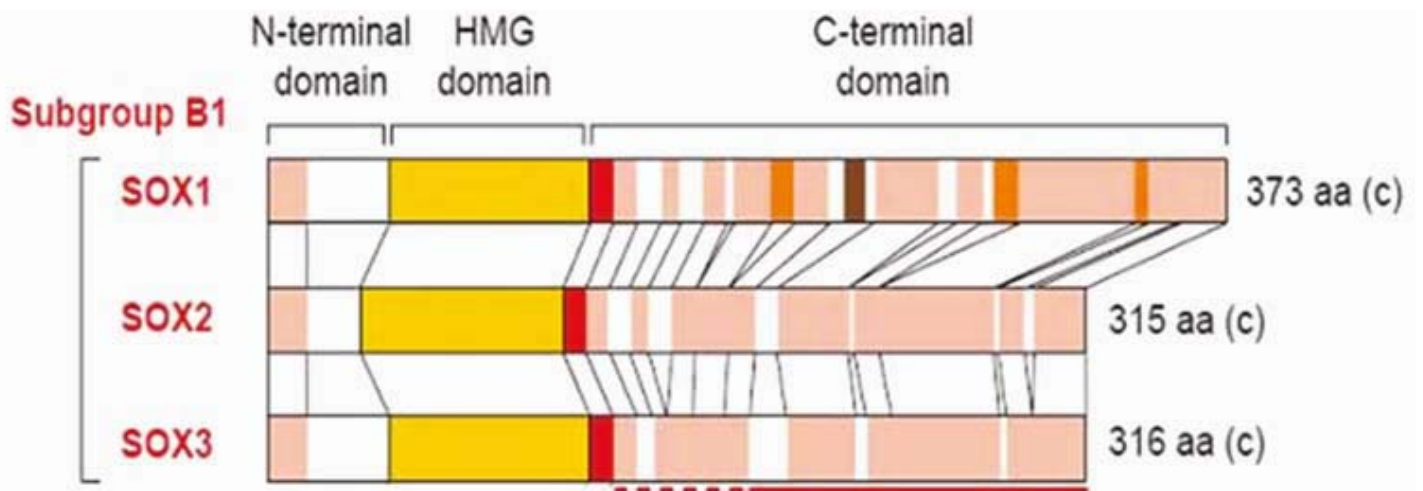 N-terminal domain
HMG domain
C-terminal domain
Subgroup B1
SOX1
373 aa (c)
SOX2
315 aa (c)
SOX3
316 aa (c)